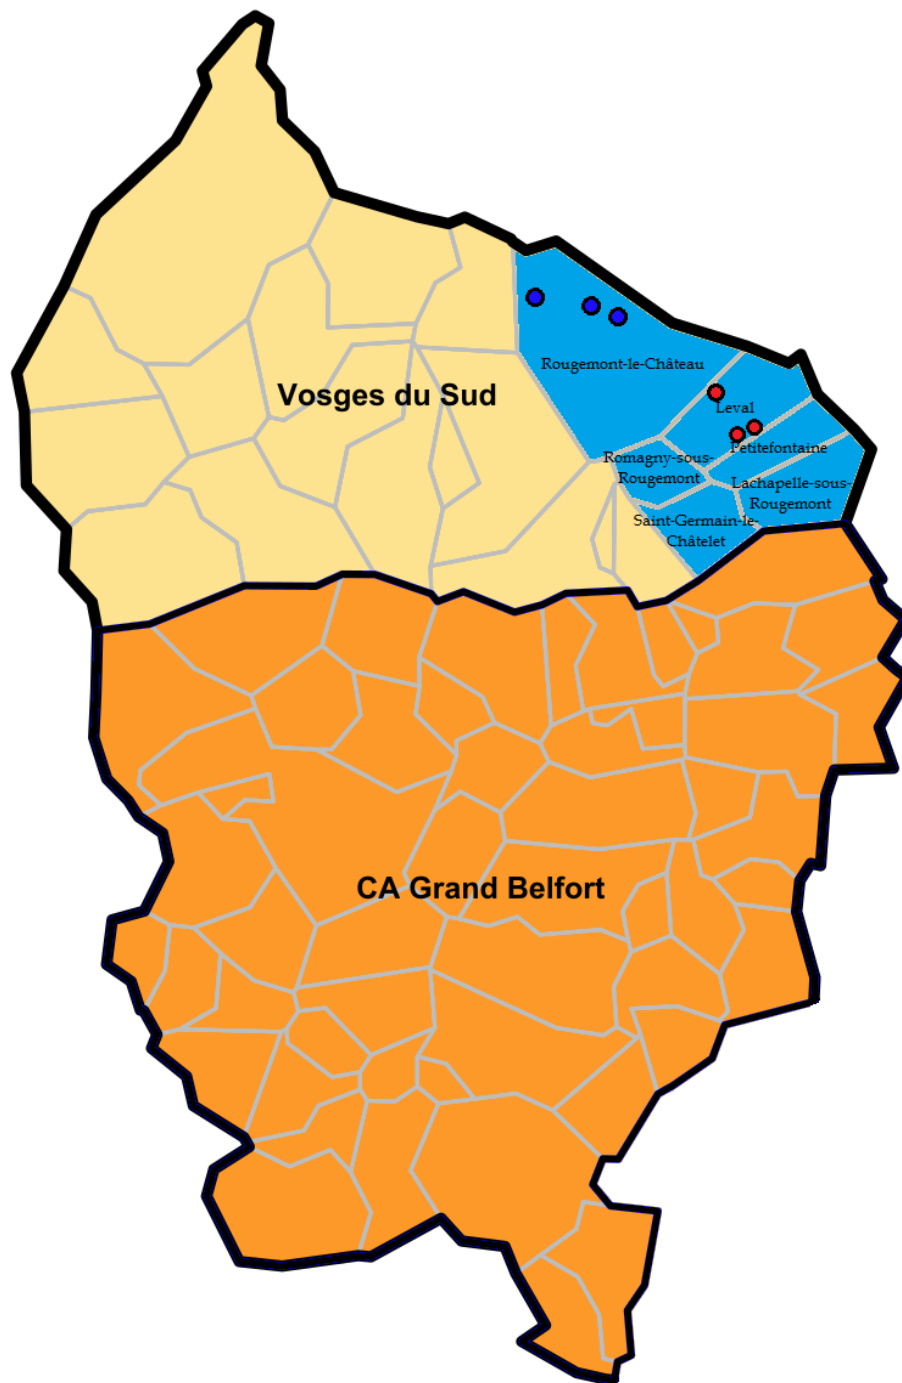 Rougemont-le-Château
Vosges du Sud
Leval
Petitefontaine
Romagny-sous-
Rougemont
Lachapelle-sous-
Rougemont
Saint-Germain-le-
Châtelet
CA Grand Belfort